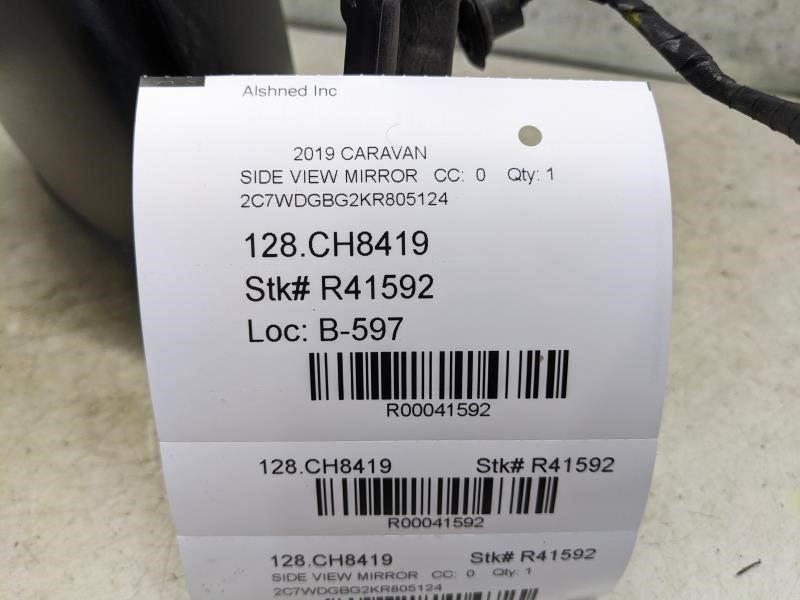 Alshned Inc
2019 CARAVAN
SIDE VIEW MIRROR CC: 0 Qty: 1
2C7WDGBG2KR805124
128.CH8419
Stk# R41592
Loc: B-597
R00041592
128.CH8419 Stk# R41592
R00041592
128.CH8419 Stk# R41592
SIDE VIEW MIRROR CC: 0 Qty: 1
2C7WDGBG2KR805124